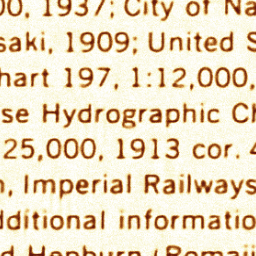 00, 1937; City of Na
saki, 1909; United S
hart 197, 1:12,000,
se Hydrographic Ch
25,000, 1913 cor. 4
n, Imperial Railways
dditional informatio
d Hepburn (Romaji